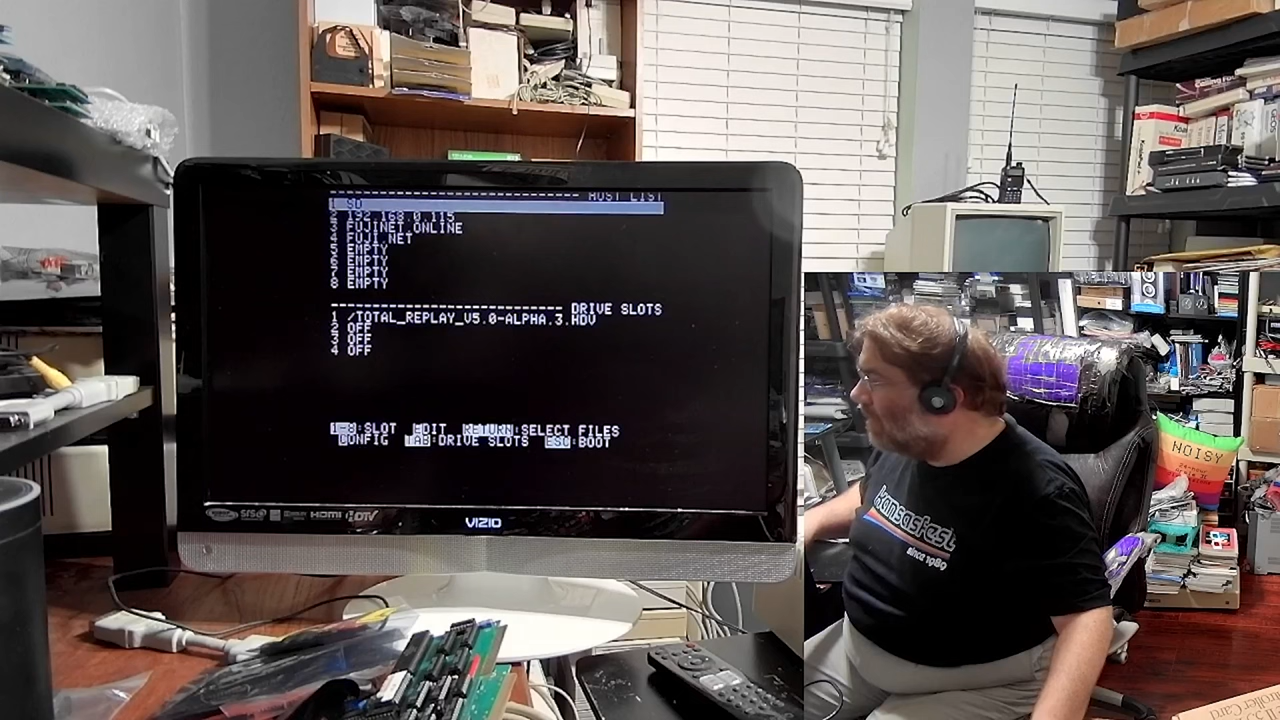 HOST LIST
1 SD
2 192.168.0.115
3 FUJINET.ONLINE
4 FUJI.NET
5 EMPTY
6 EMPTY
7 EMPTY
8 EMPTY
DRIVE SLOTS
1 /TOTAL_REPLAY_V5.0-ALPHA.3.HDV
2 OFF
3 OFF
4 OFF
1-8:SLOT EDIT RETURN:SELECT FILES
CONFIG TAB:DRIVE SLOTS ESC:BOOT
HDMI HDTV
VIZIO
kansasfest
since 1989
NOISY